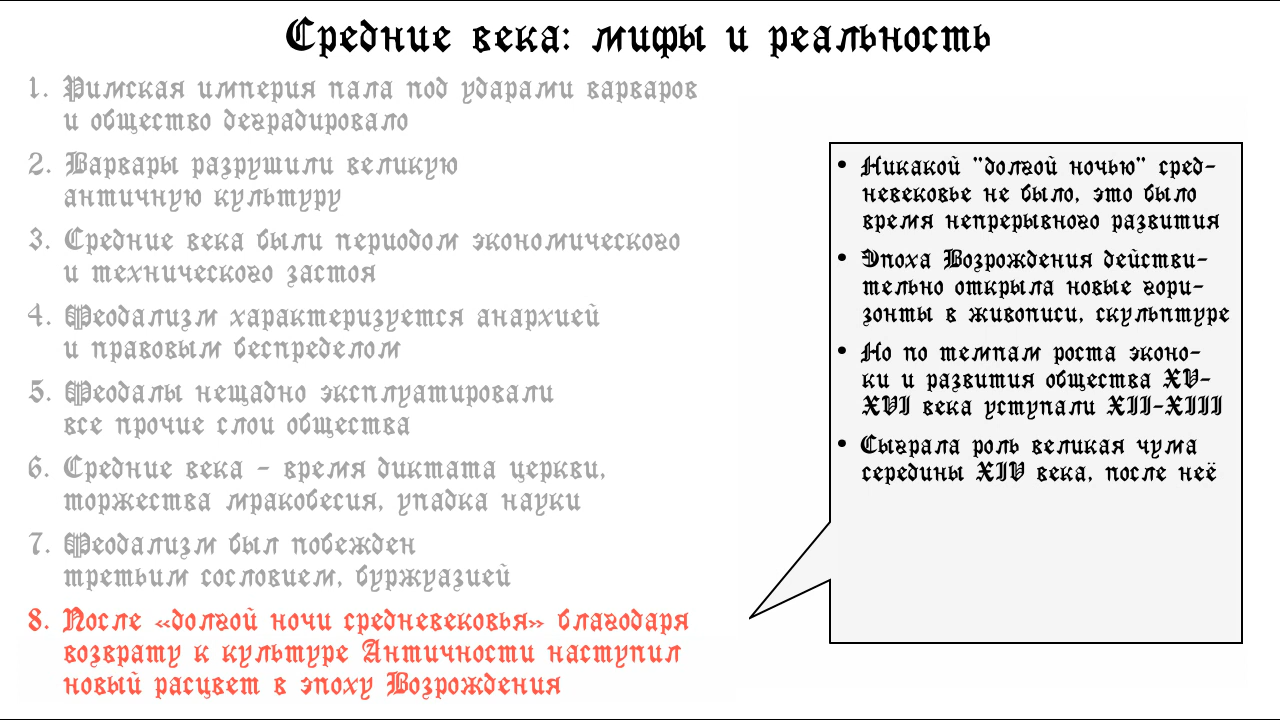 Средние века: мифы и реальность
1. Римская империя пала под ударами варваров
и общество деградировало
2. Варвары разрушили великую
античную культуру
3. Средние века были периодом экономического
и технического застоя
4. Феодализм характеризуется анархией
и правовым беспределом
5. Феодалы нещадно эксплуатировали
все прочие слои общества
6. Средние века - время диктата церкви,
торжества мракобесия, упадка науки
7. Феодализм был побежден
третьим сословием, буржуазией
8. После «долгой ночи средневековья» благодаря
возврату к культуре Античности наступил
новый расцвет в эпоху Возрождения
• Никакой "долгой ночью" сред-
невековье не было, это было
время непрерывного развития
• Эпоха Возрождения действи-
тельно открыла новые гори-
зонты в живописи, скульптуре
• Но по темпам роста эконо-
ки и развития общества XV-
XVI века уступали XII-XIII
• Сыграла роль великая чума
середины XIV века, после неё